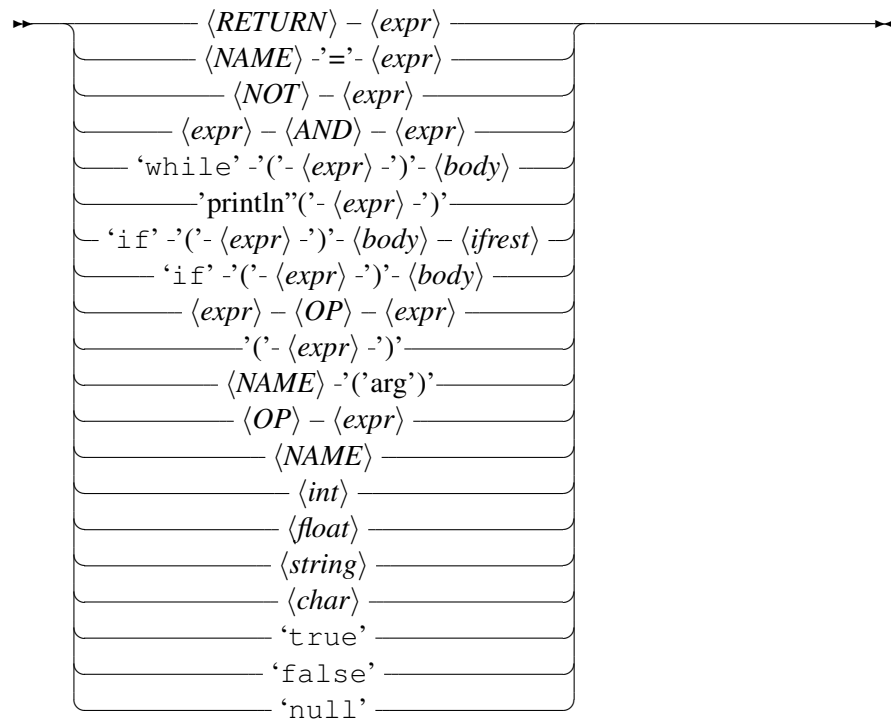 ⟨RETURN⟩ – ⟨expr⟩
⟨NAME⟩ -’=’- ⟨expr⟩
⟨NOT⟩ – ⟨expr⟩
⟨expr⟩ – ⟨AND⟩ – ⟨expr⟩
‘while’ -’(’- ⟨expr⟩ -’)’- ⟨body⟩
’println”(’- ⟨expr⟩ -’)’
‘if’ -’(’- ⟨expr⟩ -’)’- ⟨body⟩ – ⟨ifrest⟩
‘if’ -’(’- ⟨expr⟩ -’)’- ⟨body⟩
⟨expr⟩ – ⟨OP⟩ – ⟨expr⟩
’(’- ⟨expr⟩ -’)’
⟨NAME⟩ -’(’arg’)’
⟨OP⟩ – ⟨expr⟩
⟨NAME⟩
⟨int⟩
⟨float⟩
⟨string⟩
⟨char⟩
‘true’
‘false’
‘null’